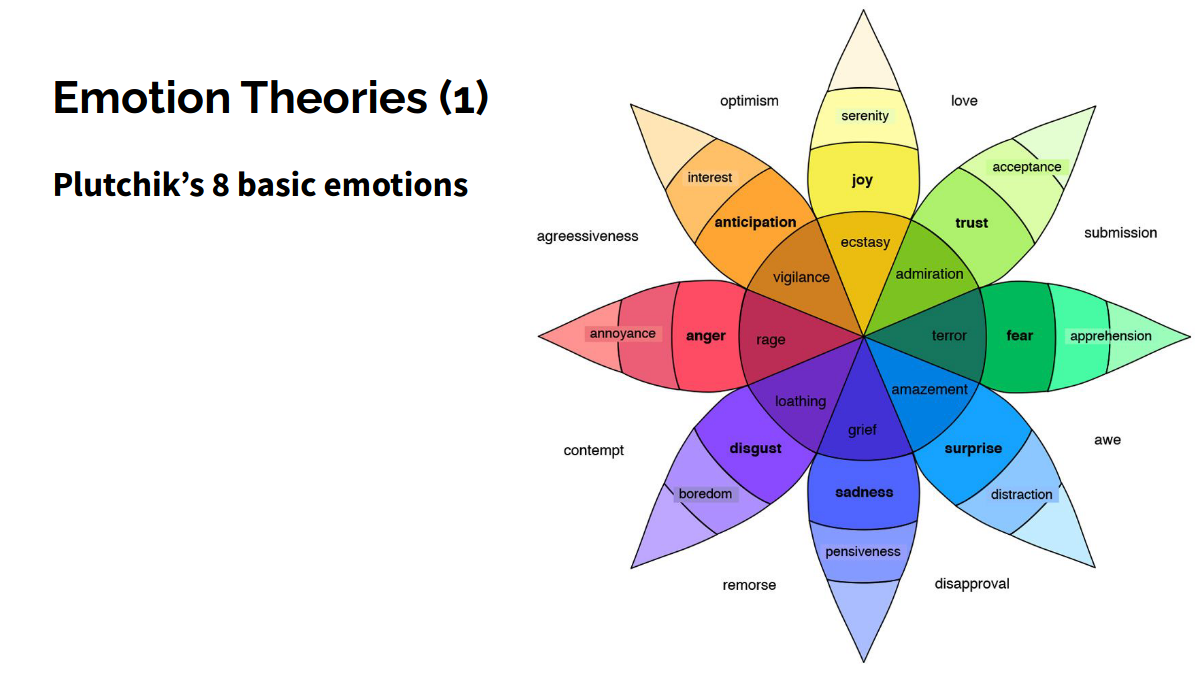 Emotion Theories (1)
Plutchik’s 8 basic emotions
optimism
love
serenity
interest
acceptance
joy
anticipation
trust
agreessiveness
submission
ecstasy
vigilance
admiration
annoyance
anger
rage
terror
fear
apprehension
amazement
loathing
grief
contempt
disgust
surprise
awe
boredom
sadness
distraction
pensiveness
remorse
disapproval